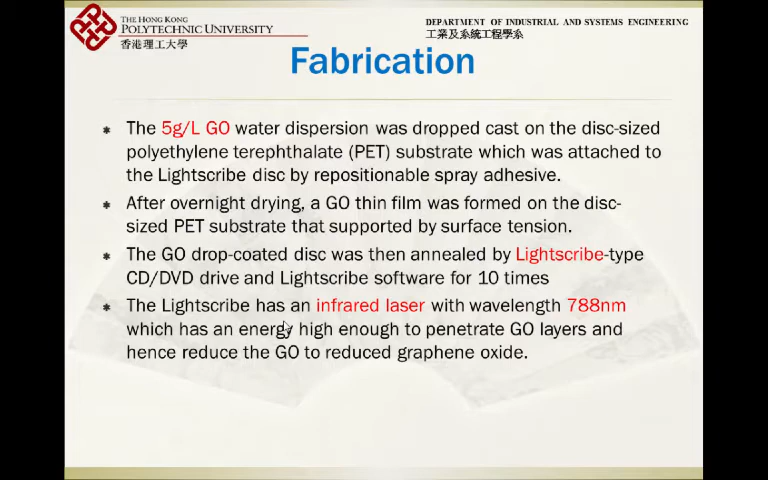 THE HONG KONG
POLYTECHNIC UNIVERSITY
香港理工大學
DEPARTMENT OF INDUSTRIAL AND SYSTEMS ENGINEERING
工業及系統工程學系
Fabrication
* The 5g/L GO water dispersion was dropped cast on the disc-sized
polyethylene terephthalate (PET) substrate which was attached to
the Lightscribe disc by repositionable spray adhesive.
* After overnight drying, a GO thin film was formed on the disc-
sized PET substrate that supported by surface tension.
* The GO drop-coated disc was then annealed by Lightscribe-type
CD/DVD drive and Lightscribe software for 10 times
* The Lightscribe has an infrared laser with wavelength 788nm
which has an energy high enough to penetrate GO layers and
hence reduce the GO to reduced graphene oxide.